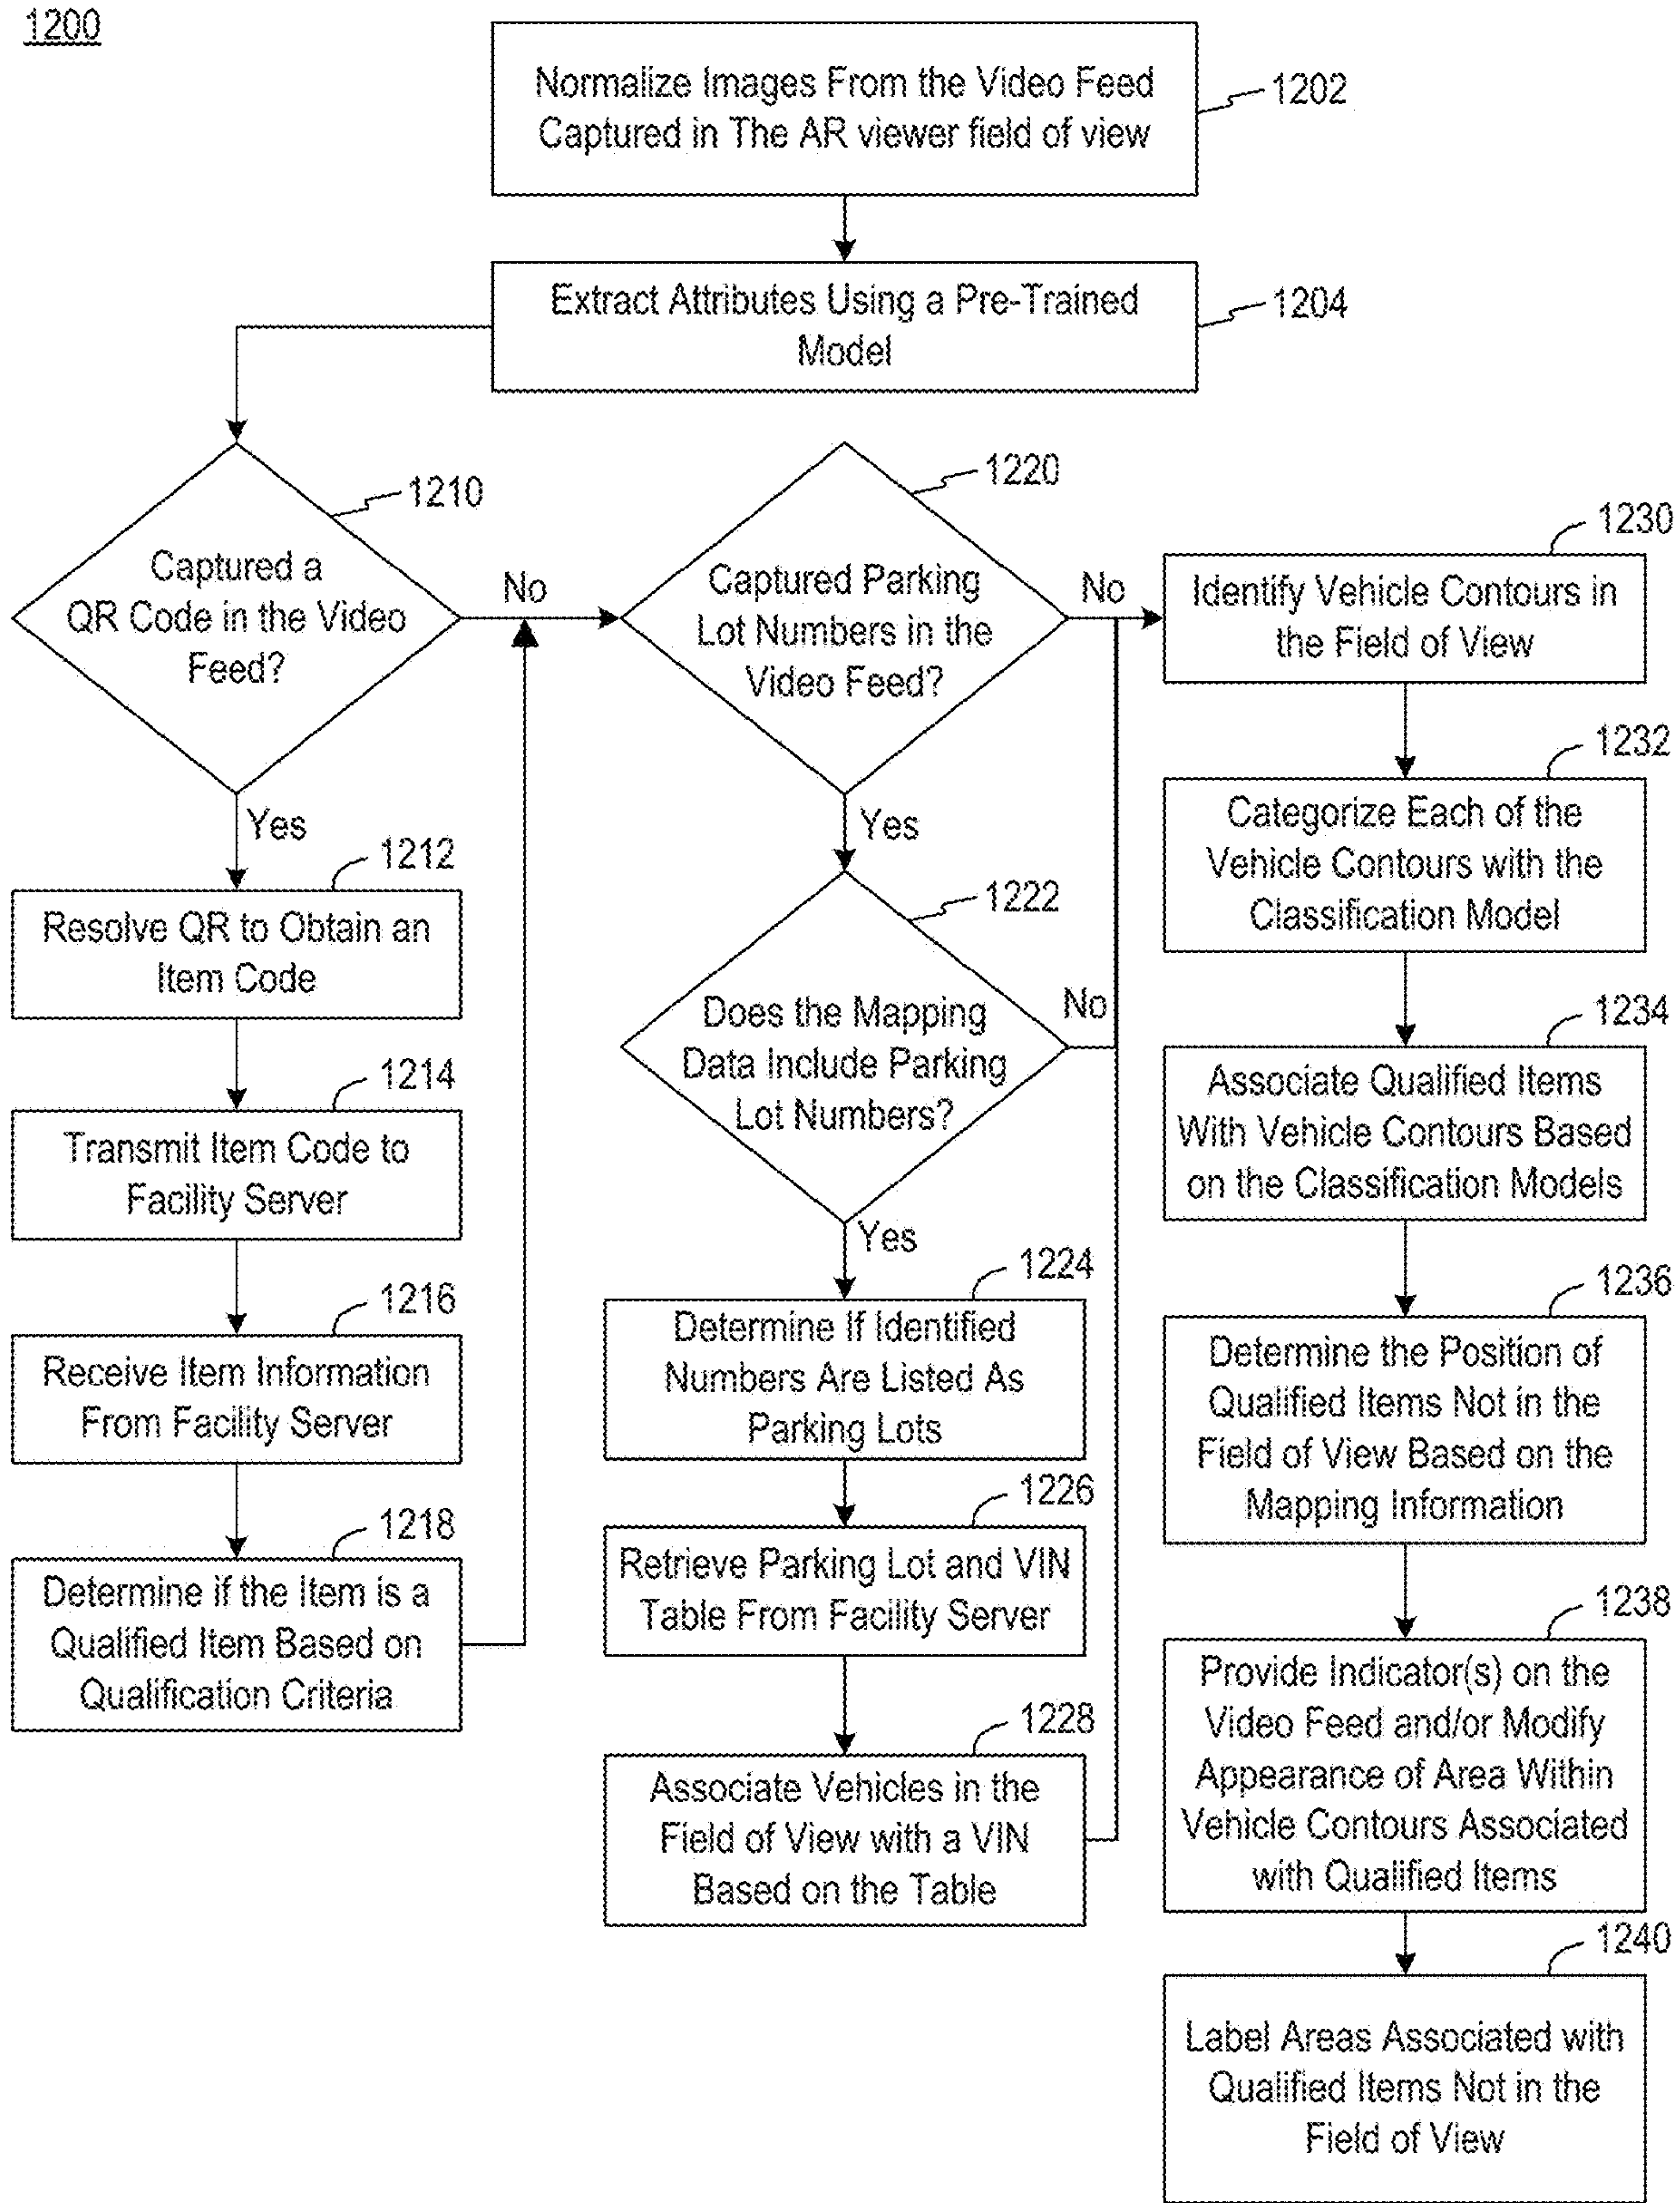 1200
Normalize Images From the Video Feed
Captured in The AR viewer field of view
1202
Extract Attributes Using a Pre-Trained
Model
1204
Captured a
QR Code in the Video
Feed?
1210
No
Yes
1212
Resolve QR to Obtain an
Item Code
1214
Transmit Item Code to
Facility Server
1216
Receive Item Information
From Facility Server
1218
Determine if the Item is a
Qualified Item Based on
Qualification Criteria
1220
Captured Parking
Lot Numbers in the
Video Feed?
No
Yes
1222
Does the Mapping
Data Include Parking
Lot Numbers?
No
Yes
1224
Determine If Identified
Numbers Are Listed As
Parking Lots
1226
Retrieve Parking Lot and VIN
Table From Facility Server
1228
Associate Vehicles in the
Field of View with a VIN
Based on the Table
1230
Identify Vehicle Contours in
the Field of View
1232
Categorize Each of the
Vehicle Contours with the
Classification Model
1234
Associate Qualified Items
With Vehicle Contours Based
on the Classification Models
1236
Determine the Position of
Qualified Items Not in the
Field of View Based on the
Mapping Information
1238
Provide Indicator(s) on the
Video Feed and/or Modify
Appearance of Area Within
Vehicle Contours Associated
with Qualified Items
1240
Label Areas Associated with
Qualified Items Not in the
Field of View